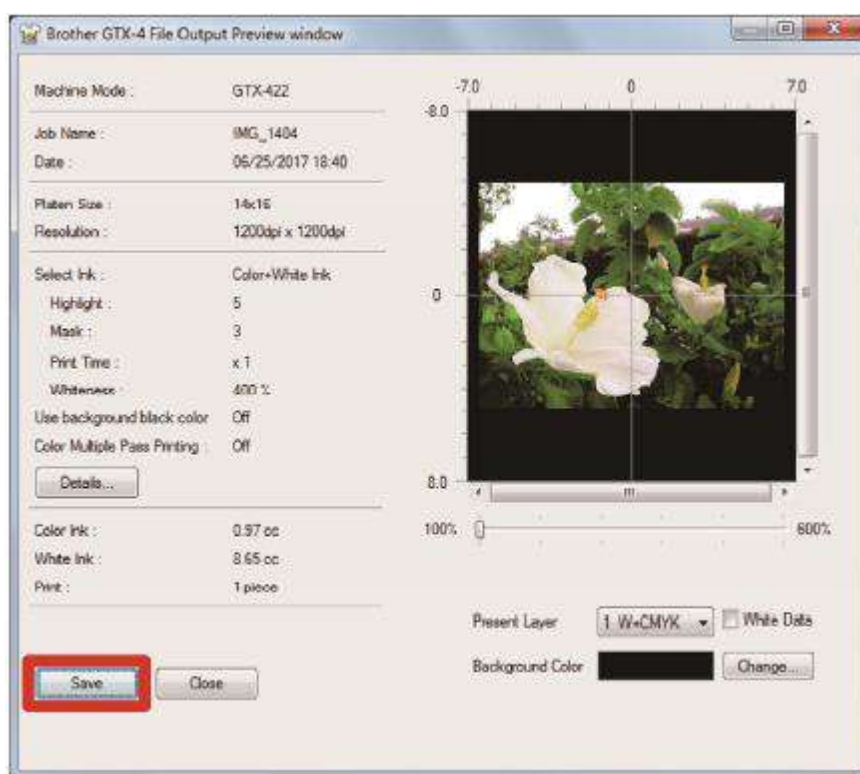 Brother GTX-4 File Output Preview window
Machine Mode : GTX-422
Job Name : IMG_1404
Date : 06/25/2017 18:40
Platen Size : 14x16
Resolution : 1200dpi x 1200dpi
Select Ink : Color+White Ink
Highlight : 5
Mask : 3
Print Time : x 1
Whiteness : 400 %
Use background black color Off
Color Multiple Pass Printing : Off
Details...
Color Ink : 0.97 cc
White Ink : 8.65 cc
Print : 1 piece
Save Close
-7.0 0 7.0
-8.0
0
8.0
100% 600%
Present Layer 1 W+CMYK White Data
Background Color Change...